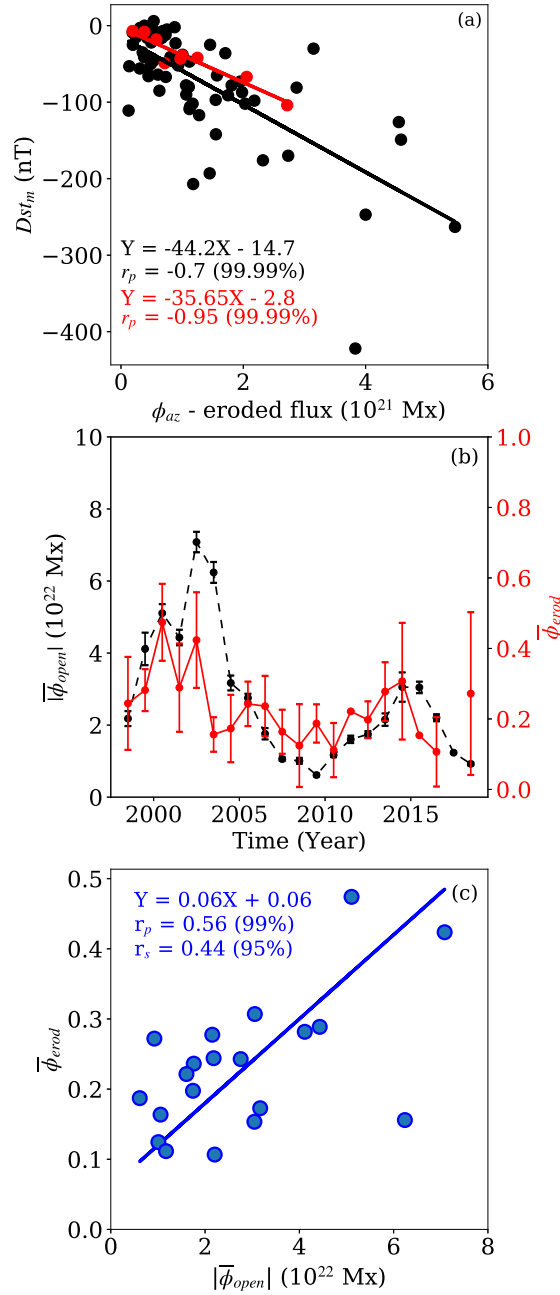 (a)
0
−100
−200
−300
−400
Dst_m (nT)
Y = -44.2X - 14.7
r_p = -0.7 (99.99%)
Y = -35.65X - 2.8
r_p = -0.95 (99.99%)
0 2 4 6
ϕ_az - eroded flux (10^21 Mx)
(b)
10
8
6
4
2
0
|ϕ̅_open| (10^22 Mx)
1.0
0.8
0.6
0.4
0.2
0.0
ϕ̅_erod
2000 2005 2010 2015
Time (Year)
(c)
0.5
0.4
0.3
0.2
0.1
0.0
ϕ̅_erod
Y = 0.06X + 0.06
r_p = 0.56 (99%)
r_s = 0.44 (95%)
0 2 4 6 8
|ϕ̅_open| (10^22 Mx)